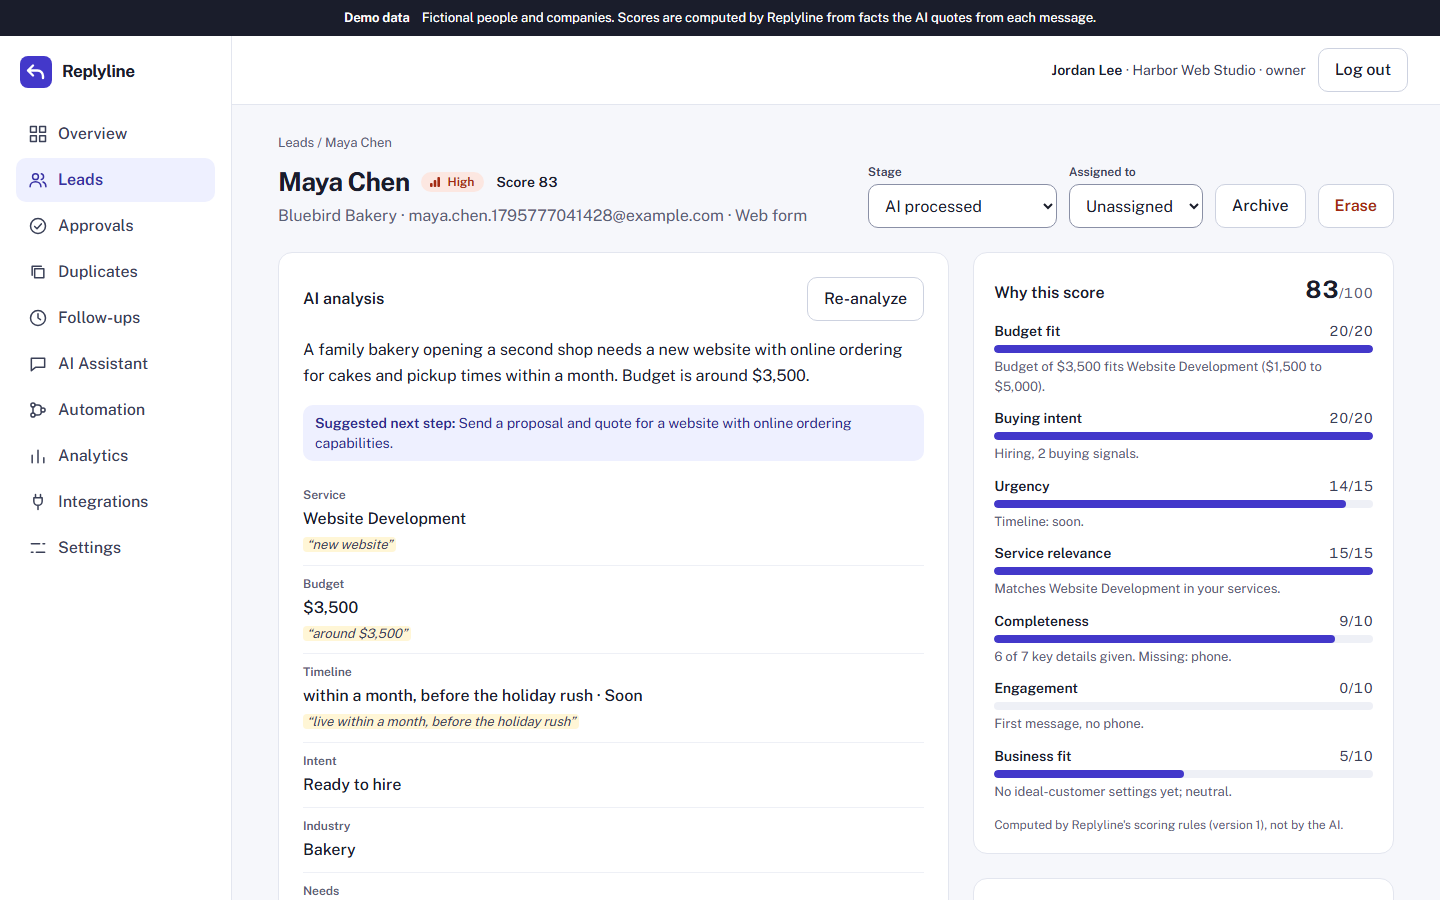 Demo data Fictional people and companies. Scores are computed by Replyline from facts the AI quotes from each message.
Replyline
Jordan Lee · Harbor Web Studio · owner
Log out
Overview
Leads
Approvals
Duplicates
Follow-ups
AI Assistant
Automation
Analytics
Integrations
Settings
Leads / Maya Chen
Maya Chen High Score 83
Bluebird Bakery · maya.chen.1795777041428@example.com · Web form
Stage
AI processed
Assigned to
Unassigned
Archive
Erase
AI analysis
Re-analyze
A family bakery opening a second shop needs a new website with online ordering
for cakes and pickup times within a month. Budget is around $3,500.
Suggested next step: Send a proposal and quote for a website with online ordering
capabilities.
Service
Website Development
“new website”
Budget
$3,500
“around $3,500”
Timeline
within a month, before the holiday rush · Soon
“live within a month, before the holiday rush”
Intent
Ready to hire
Industry
Bakery
Needs
Why this score 83/100
Budget fit 20/20
Budget of $3,500 fits Website Development ($1,500 to
$5,000).
Buying intent 20/20
Hiring, 2 buying signals.
Urgency 14/15
Timeline: soon.
Service relevance 15/15
Matches Website Development in your services.
Completeness 9/10
6 of 7 key details given. Missing: phone.
Engagement 0/10
First message, no phone.
Business fit 5/10
No ideal-customer settings yet; neutral.
Computed by Replyline's scoring rules (version 1), not by the AI.